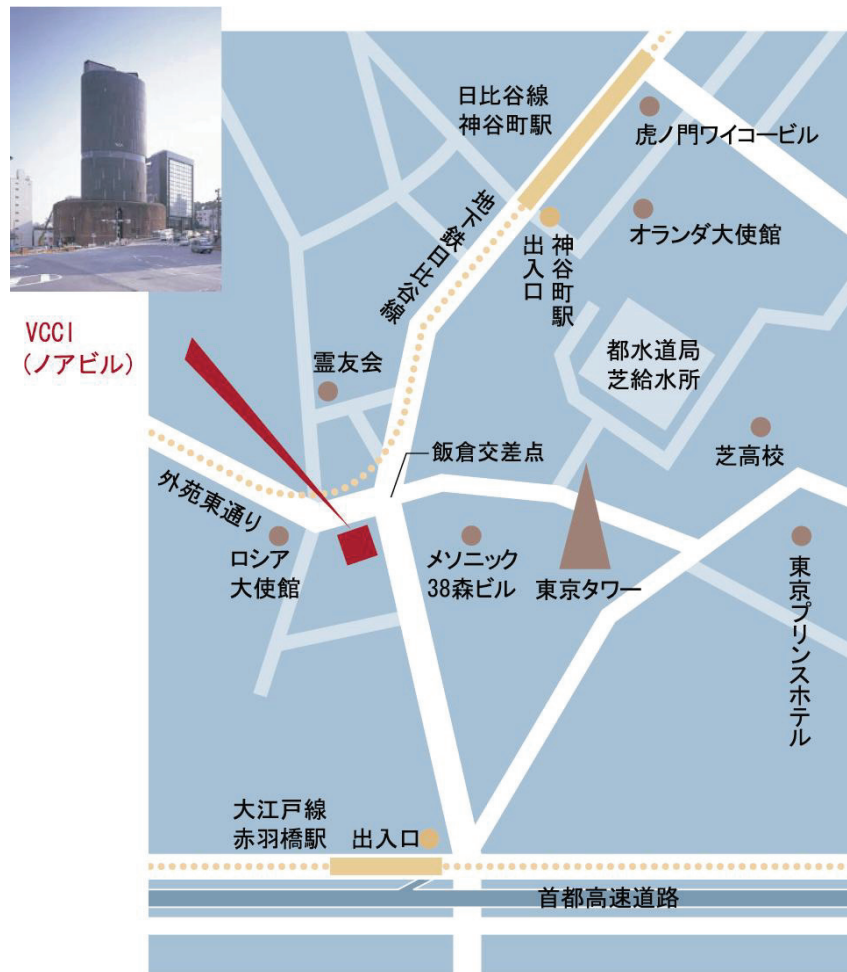 日比谷線
神谷町駅
虎ノ門ワイコービル
地下鉄日比谷線
神谷町駅
出入口
オランダ大使館
VCCI
(ノアビル)
霊友会
都水道局
芝給水所
飯倉交差点
芝高校
外苑東通り
ロシア
大使館
メソニック
38森ビル
東京タワー
東京プリンスホテル
大江戸線
赤羽橋駅
出入口
首都高速道路